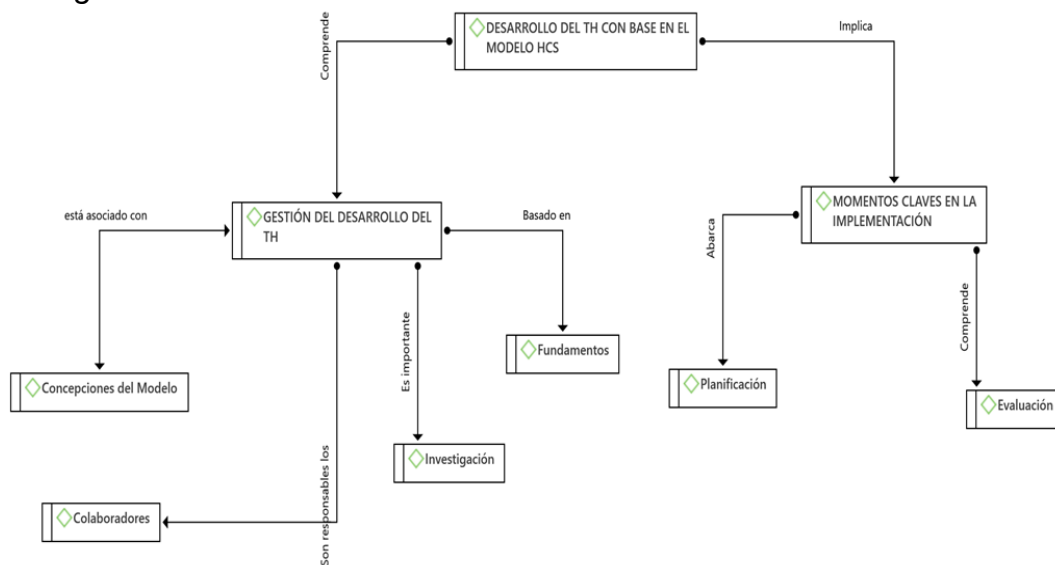 DESARROLLO DEL TH CON BASE EN EL
MODELO HCS
Comprende
Implica
GESTIÓN DEL DESARROLLO DEL
TH
MOMENTOS CLAVES EN LA
IMPLEMENTACIÓN
está asociado con
Basado en
Abarca
Comprende
Es importante
Son responsables los
Fundamentos
Concepciones del Modelo
Planificación
Evaluación
Investigación
Colaboradores